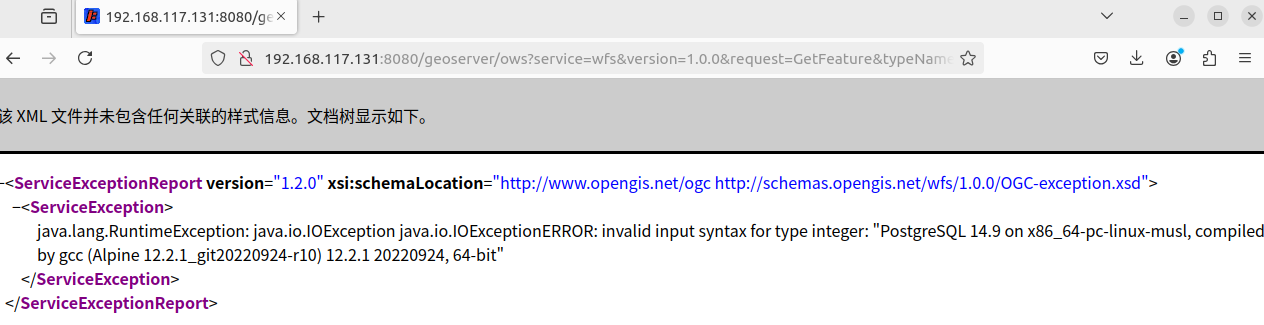 192.168.117.131:8080/ge
192.168.117.131:8080/geoserver/ows?service=wfs&version=1.0.0&request=GetFeature&typeName
该 XML 文件并未包含任何关联的样式信息。文档树显示如下。
–<ServiceExceptionReport version="1.2.0" xsi:schemaLocation="http://www.opengis.net/ogc http://schemas.opengis.net/wfs/1.0.0/OGC-exception.xsd">
–<ServiceException>
java.lang.RuntimeException: java.io.IOException java.io.IOExceptionERROR: invalid input syntax for type integer: "PostgreSQL 14.9 on x86_64-pc-linux-musl, compiled
by gcc (Alpine 12.2.1_git20220924-r10) 12.2.1 20220924, 64-bit"
</ServiceException>
</ServiceExceptionReport>